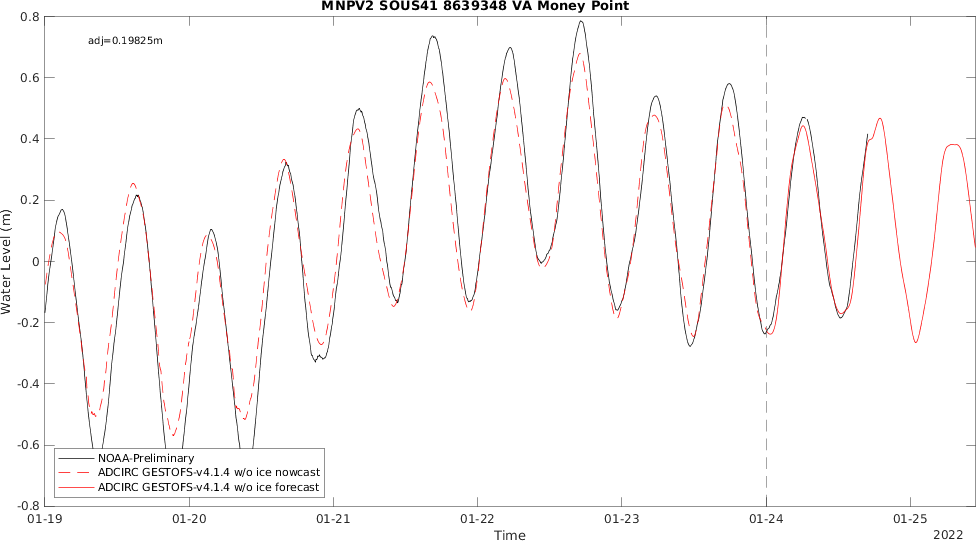 MNPV2 SOUS41 8639348 VA Money Point
adj=0.19825m
0.8
0.6
0.4
0.2
0
-0.2
-0.4
-0.6
-0.8
Water Level (m)
NOAA-Preliminary
ADCIRC GESTOFS-v4.1.4 w/o ice nowcast
ADCIRC GESTOFS-v4.1.4 w/o ice forecast
01-19 01-20 01-21 01-22 01-23 01-24 01-25
Time
2022